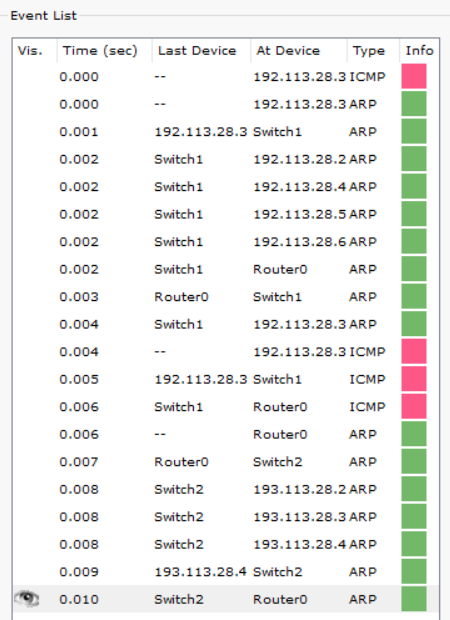 Event List
Vis. Time (sec) Last Device At Device Type Info
0.000 -- 192.113.28.3 ICMP
0.000 -- 192.113.28.3 ARP
0.001 192.113.28.3 Switch1 ARP
0.002 Switch1 192.113.28.2 ARP
0.002 Switch1 192.113.28.4 ARP
0.002 Switch1 192.113.28.5 ARP
0.002 Switch1 192.113.28.6 ARP
0.002 Switch1 Router0 ARP
0.003 Router0 Switch1 ARP
0.004 Switch1 192.113.28.3 ARP
0.004 -- 192.113.28.3 ICMP
0.005 192.113.28.3 Switch1 ICMP
0.006 Switch1 Router0 ICMP
0.006 -- Router0 ARP
0.007 Router0 Switch2 ARP
0.008 Switch2 193.113.28.2 ARP
0.008 Switch2 193.113.28.3 ARP
0.008 Switch2 193.113.28.4 ARP
0.009 193.113.28.4 Switch2 ARP
0.010 Switch2 Router0 ARP